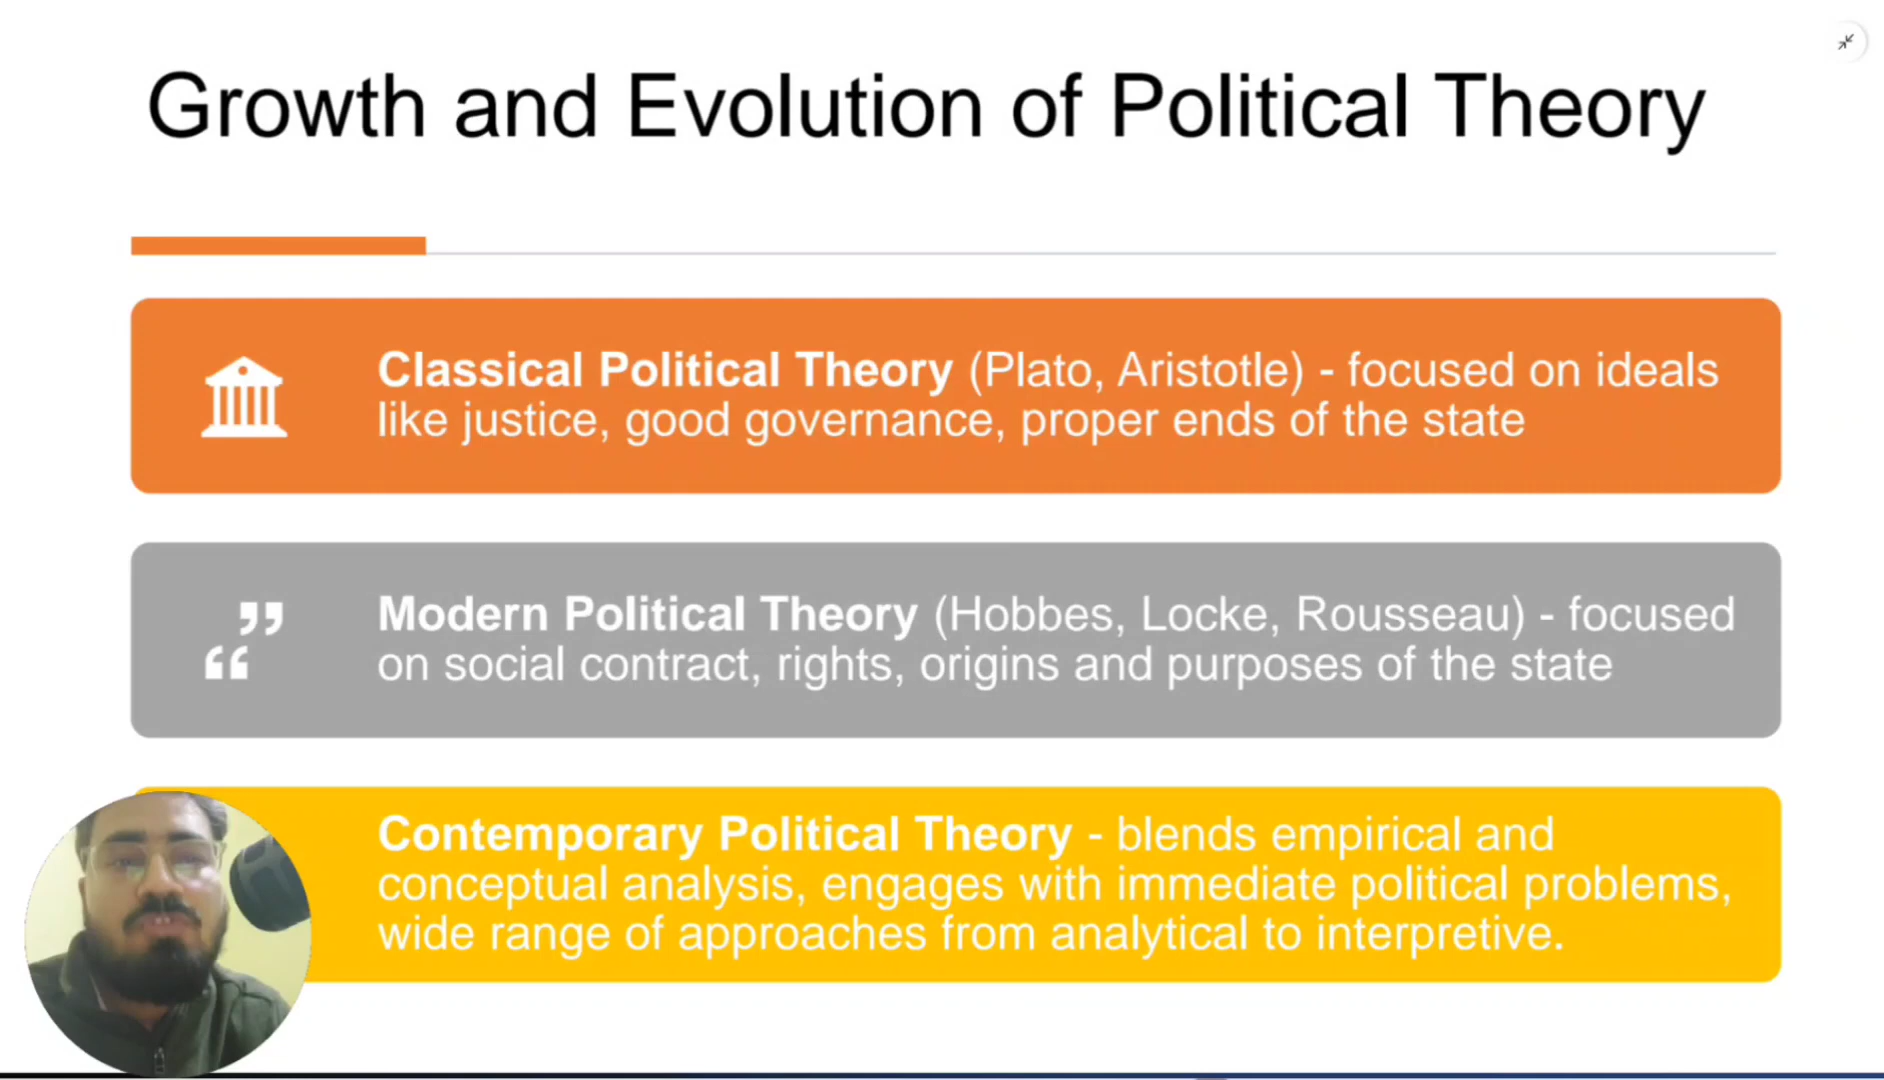 Growth and Evolution of Political Theory
Classical Political Theory (Plato, Aristotle) - focused on ideals
like justice, good governance, proper ends of the state
Modern Political Theory (Hobbes, Locke, Rousseau) - focused
on social contract, rights, origins and purposes of the state
Contemporary Political Theory - blends empirical and
conceptual analysis, engages with immediate political problems,
wide range of approaches from analytical to interpretive.